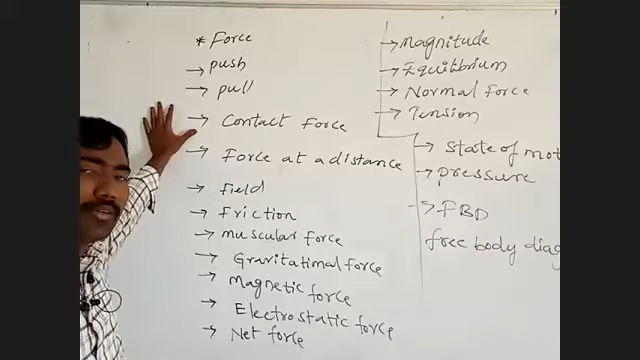 * Force
→ push
→ pull
→ Contact Force
→ Force at a distance
→ field
→ Friction
→ muscular force
→ Gravitatimal force
→ Magnetic force
→ Electrostatic force
→ Net force
→ Magnitude
→ Equilibrium
→ Normal Force
→ Tension
→ State of mot
→ pressure
→ FBD
free body diag